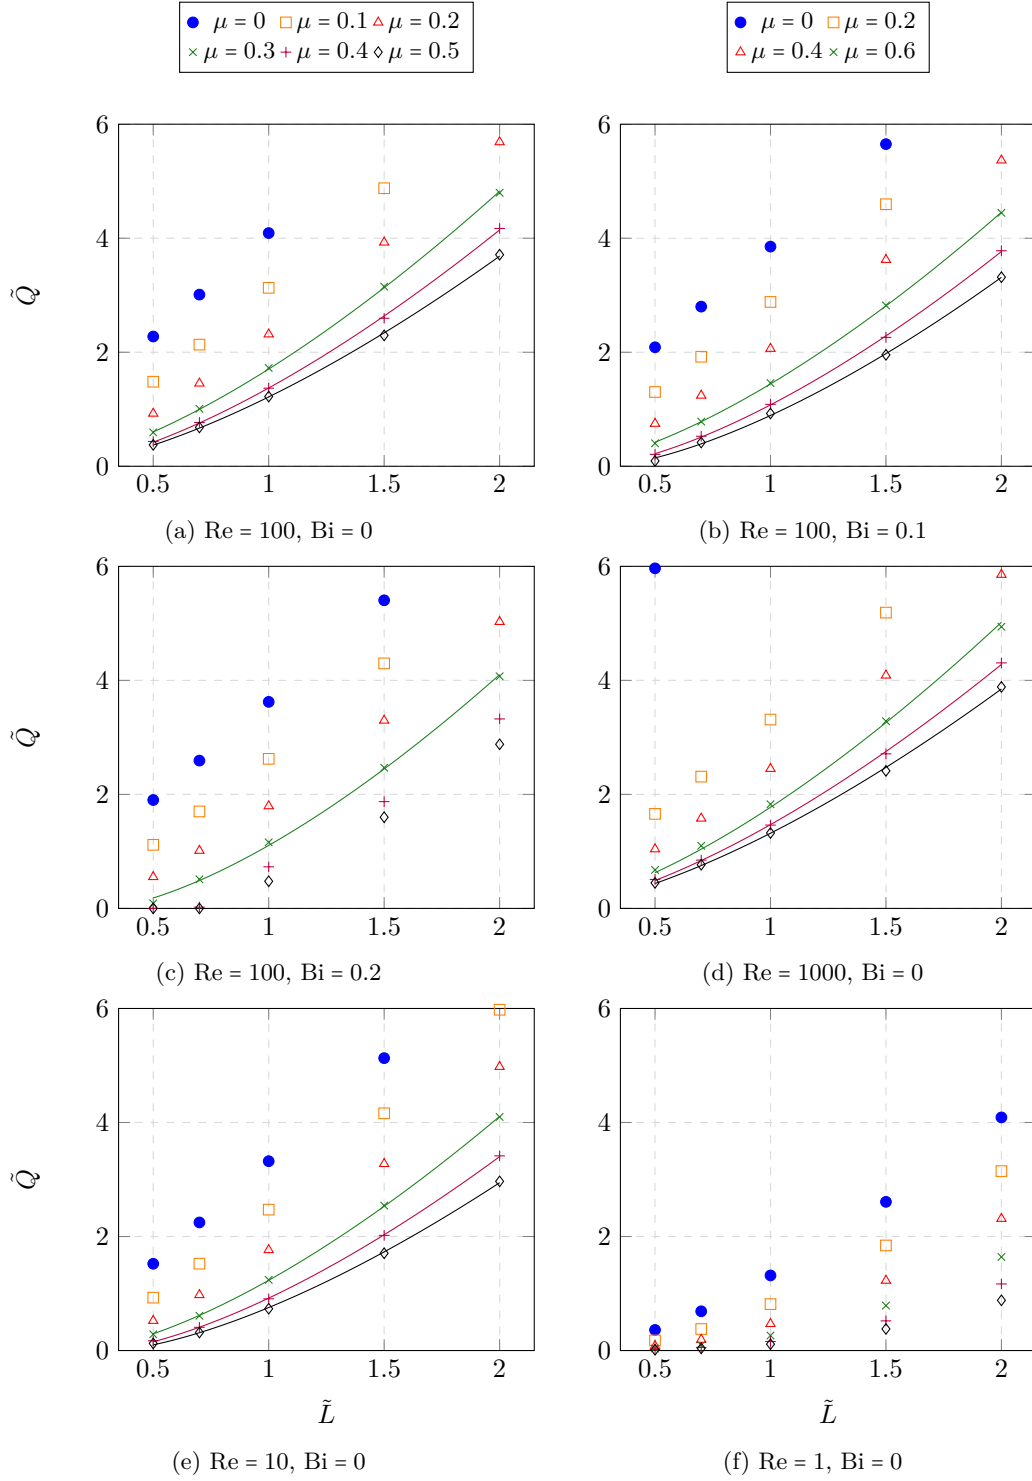 μ = 0 μ = 0.1 μ = 0.2
μ = 0.3 μ = 0.4 μ = 0.5
μ = 0 μ = 0.2
μ = 0.4 μ = 0.6
6
4
2
0
Q̃
0.5 1 1.5 2
(a) Re = 100, Bi = 0
6
4
2
0
0.5 1 1.5 2
(b) Re = 100, Bi = 0.1
6
4
2
0
Q̃
0.5 1 1.5 2
(c) Re = 100, Bi = 0.2
6
4
2
0
0.5 1 1.5 2
(d) Re = 1000, Bi = 0
6
4
2
0
Q̃
0.5 1 1.5 2
L̃
(e) Re = 10, Bi = 0
6
4
2
0
0.5 1 1.5 2
L̃
(f) Re = 1, Bi = 0